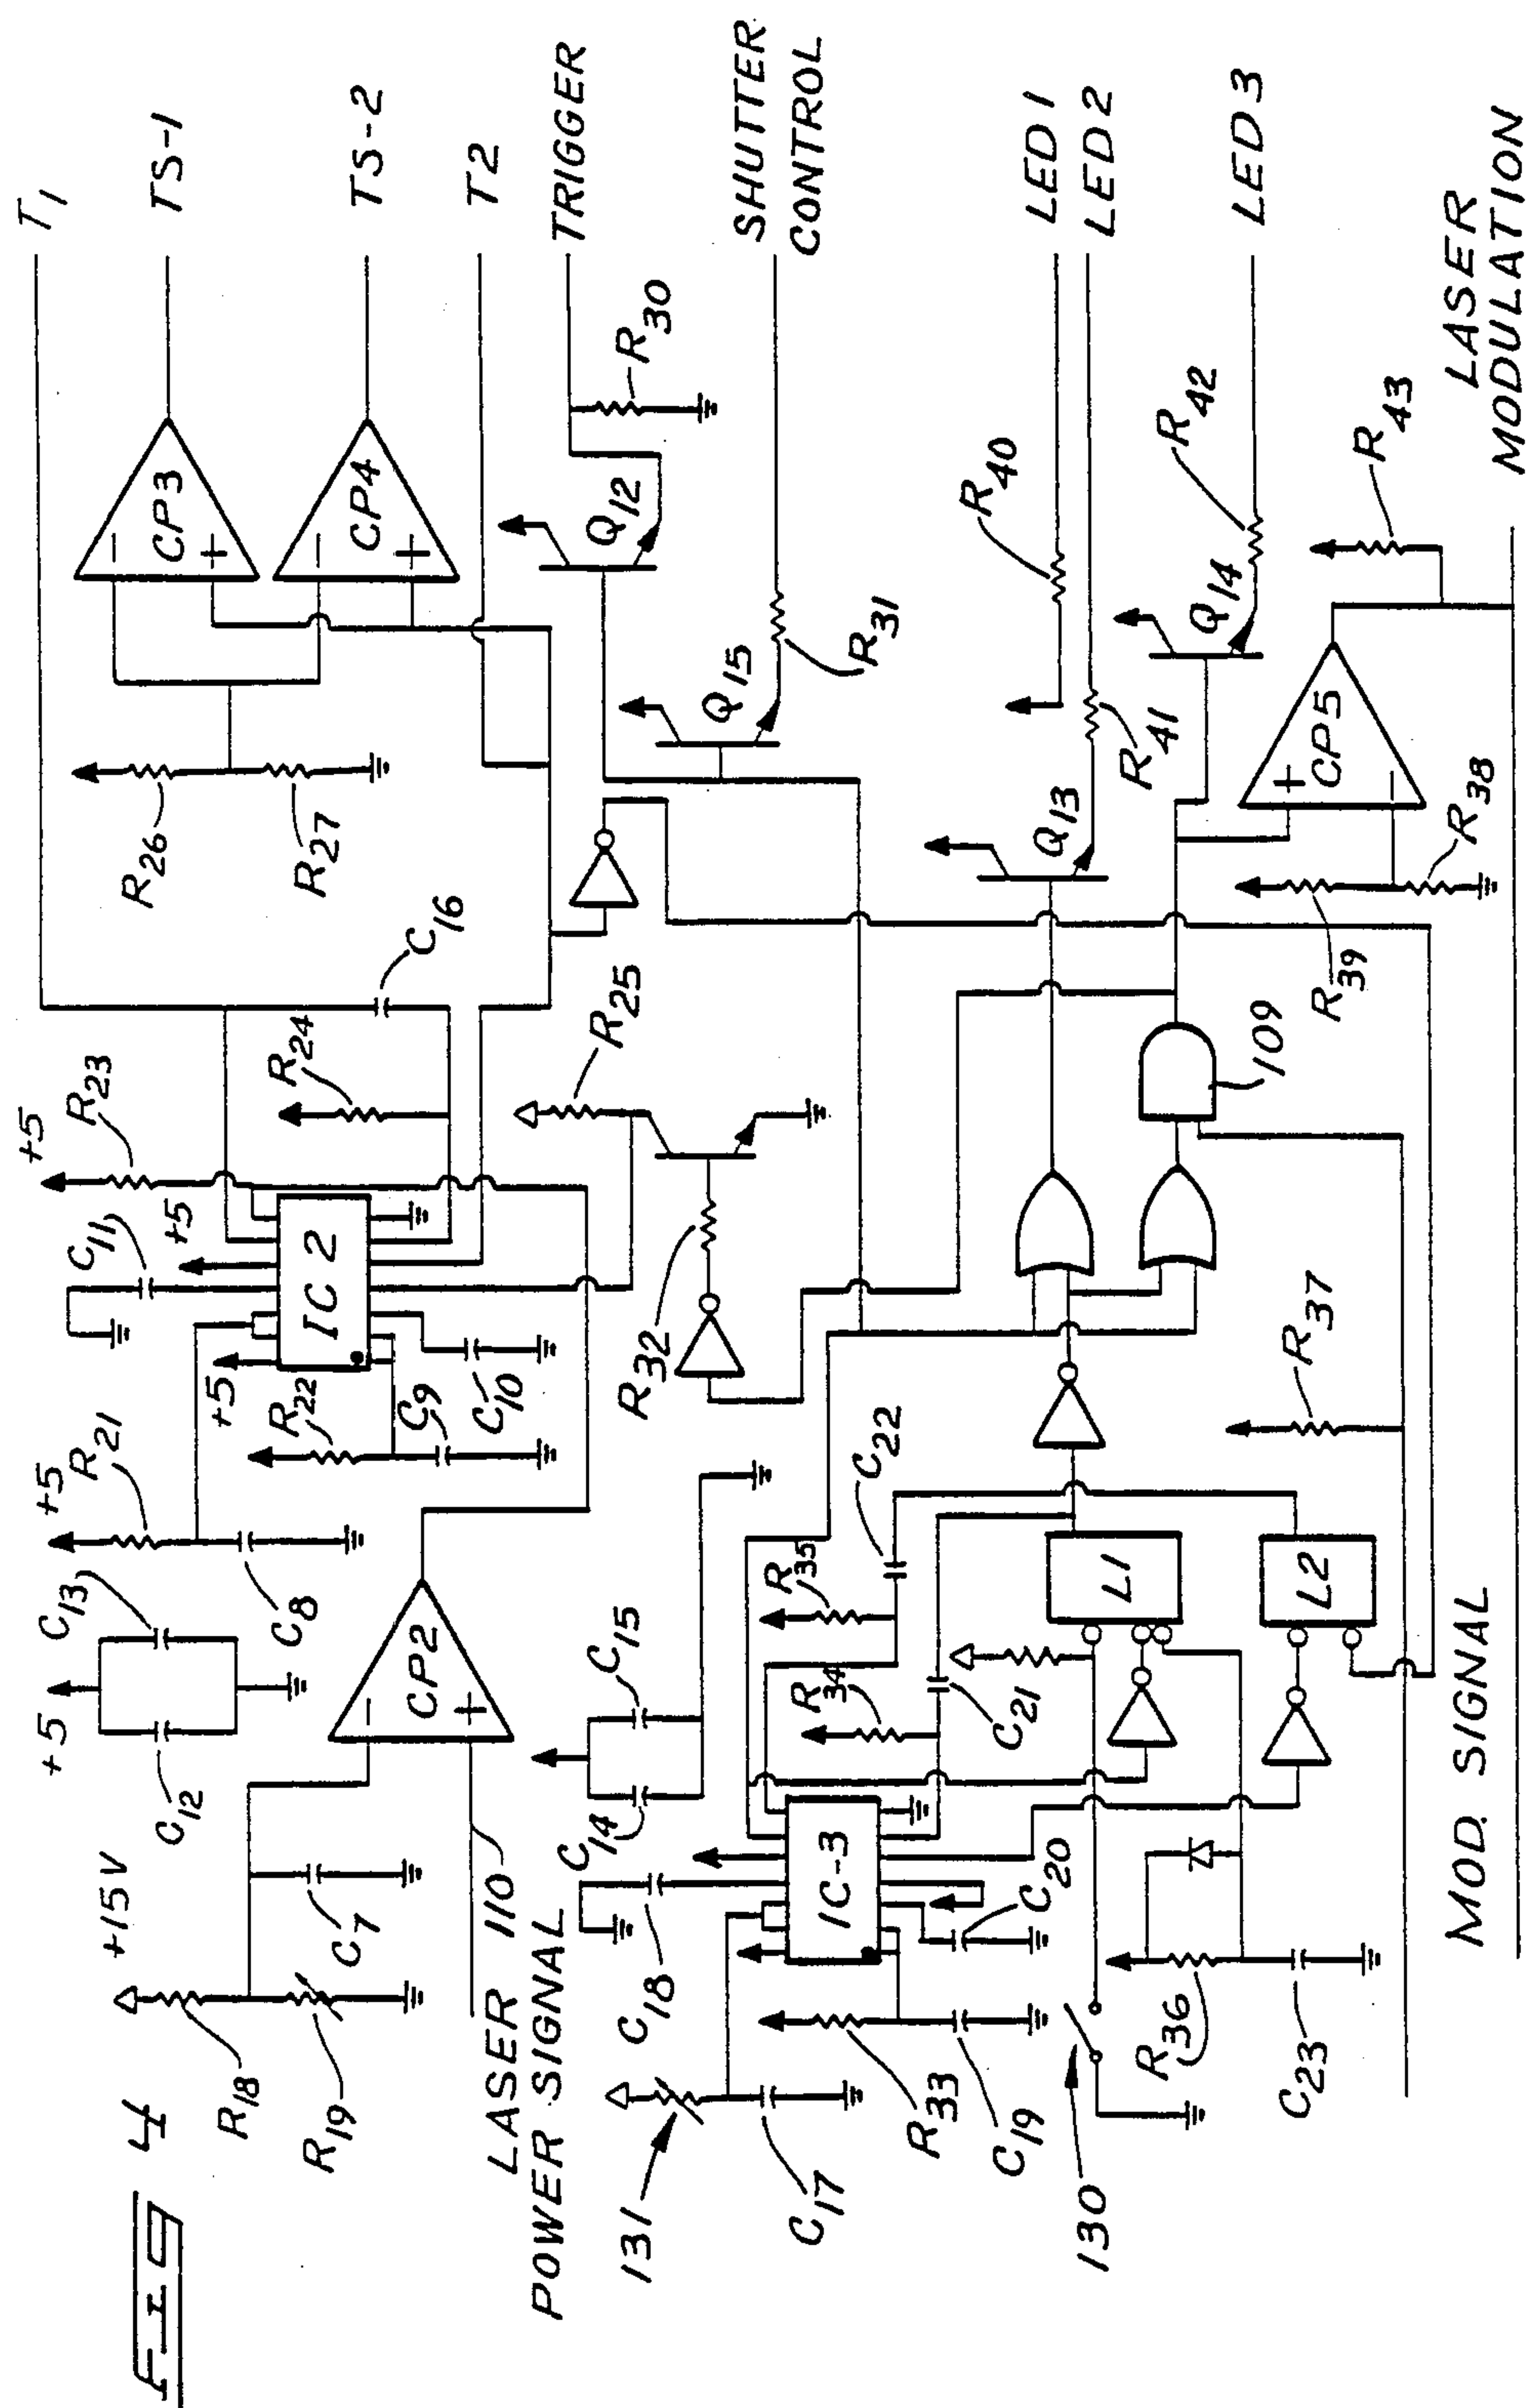 FIG 4
+15V
R18
R19
C7
LASER 110
POWER SIGNAL
+5
C12
C13
CP2
-
+
+5
R21
C8
+5
R22
C9
C10
IC 2
C11
+5
+5
R23
R24
C16
R25
R32
R26
R27
CP3
-
+
CP4
-
+
T1
TS-1
TS-2
T2
TRIGGER
SHUTTER
CONTROL
Q12
R30
Q15
R31
131
C17
C18
C14
C15
IC-3
R33
C19
C20
R34
R35
C21
C22
130
R36
C23
L1
L2
R37
109
Q13
R41
R40
LED 1
LED 2
Q14
R42
LED 3
CP5
+
-
R38
R39
R43
LASER
MODULATION
MOD. SIGNAL